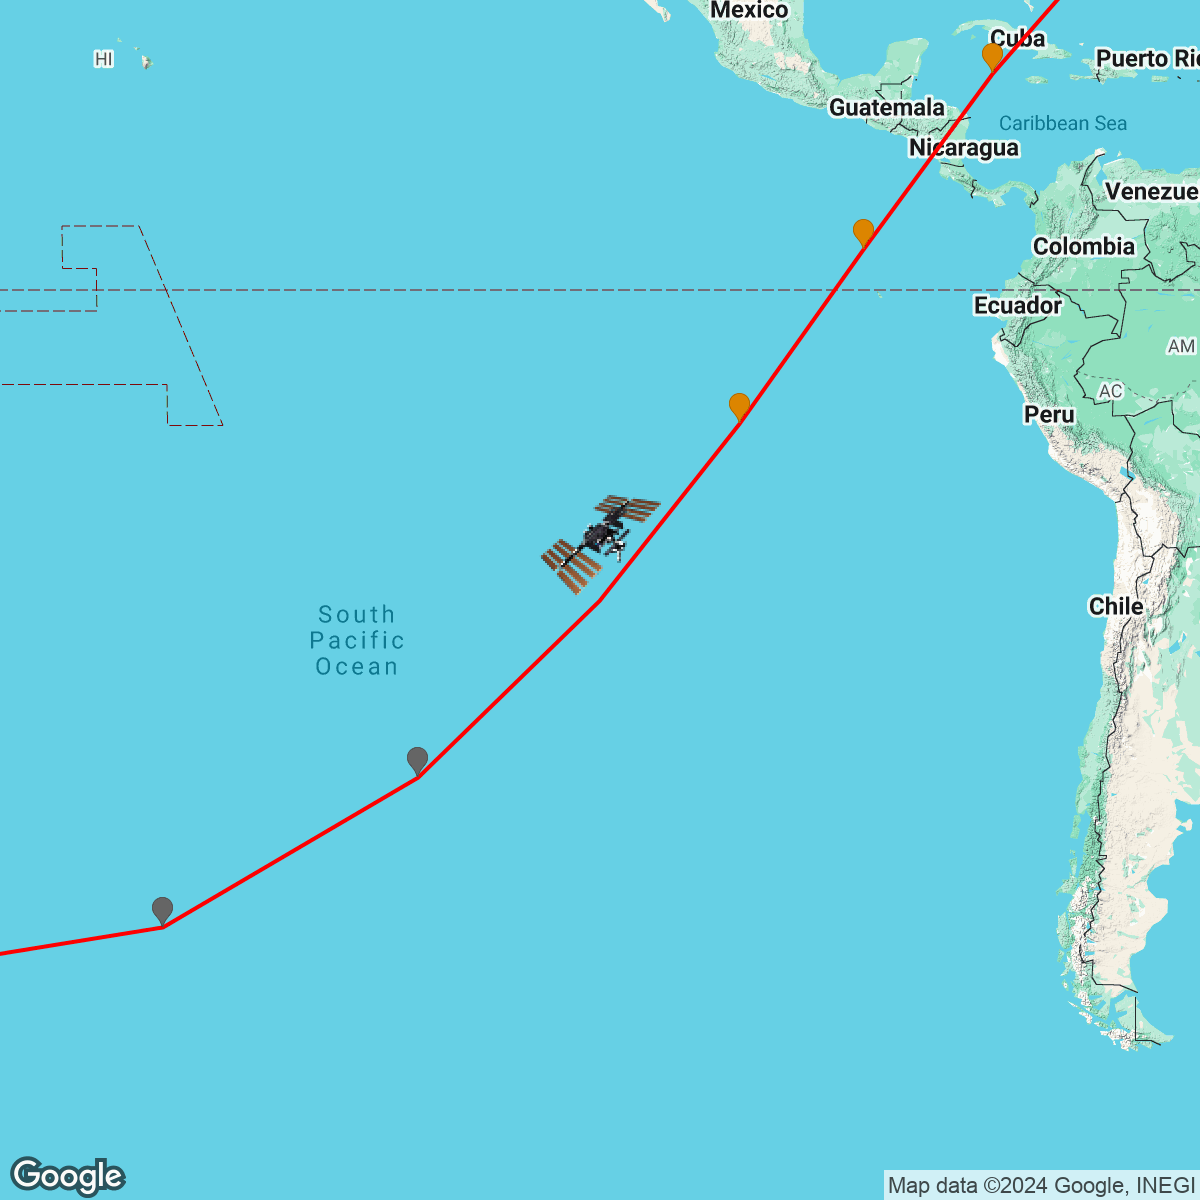 Mexico
HI
Cuba
Puerto Ric
Guatemala
Caribbean Sea
Nicaragua
Venezue
Colombia
Ecuador
AM
AC
Peru
Chile
South
Pacific
Ocean
Google
Map data ©2024 Google, INEGI